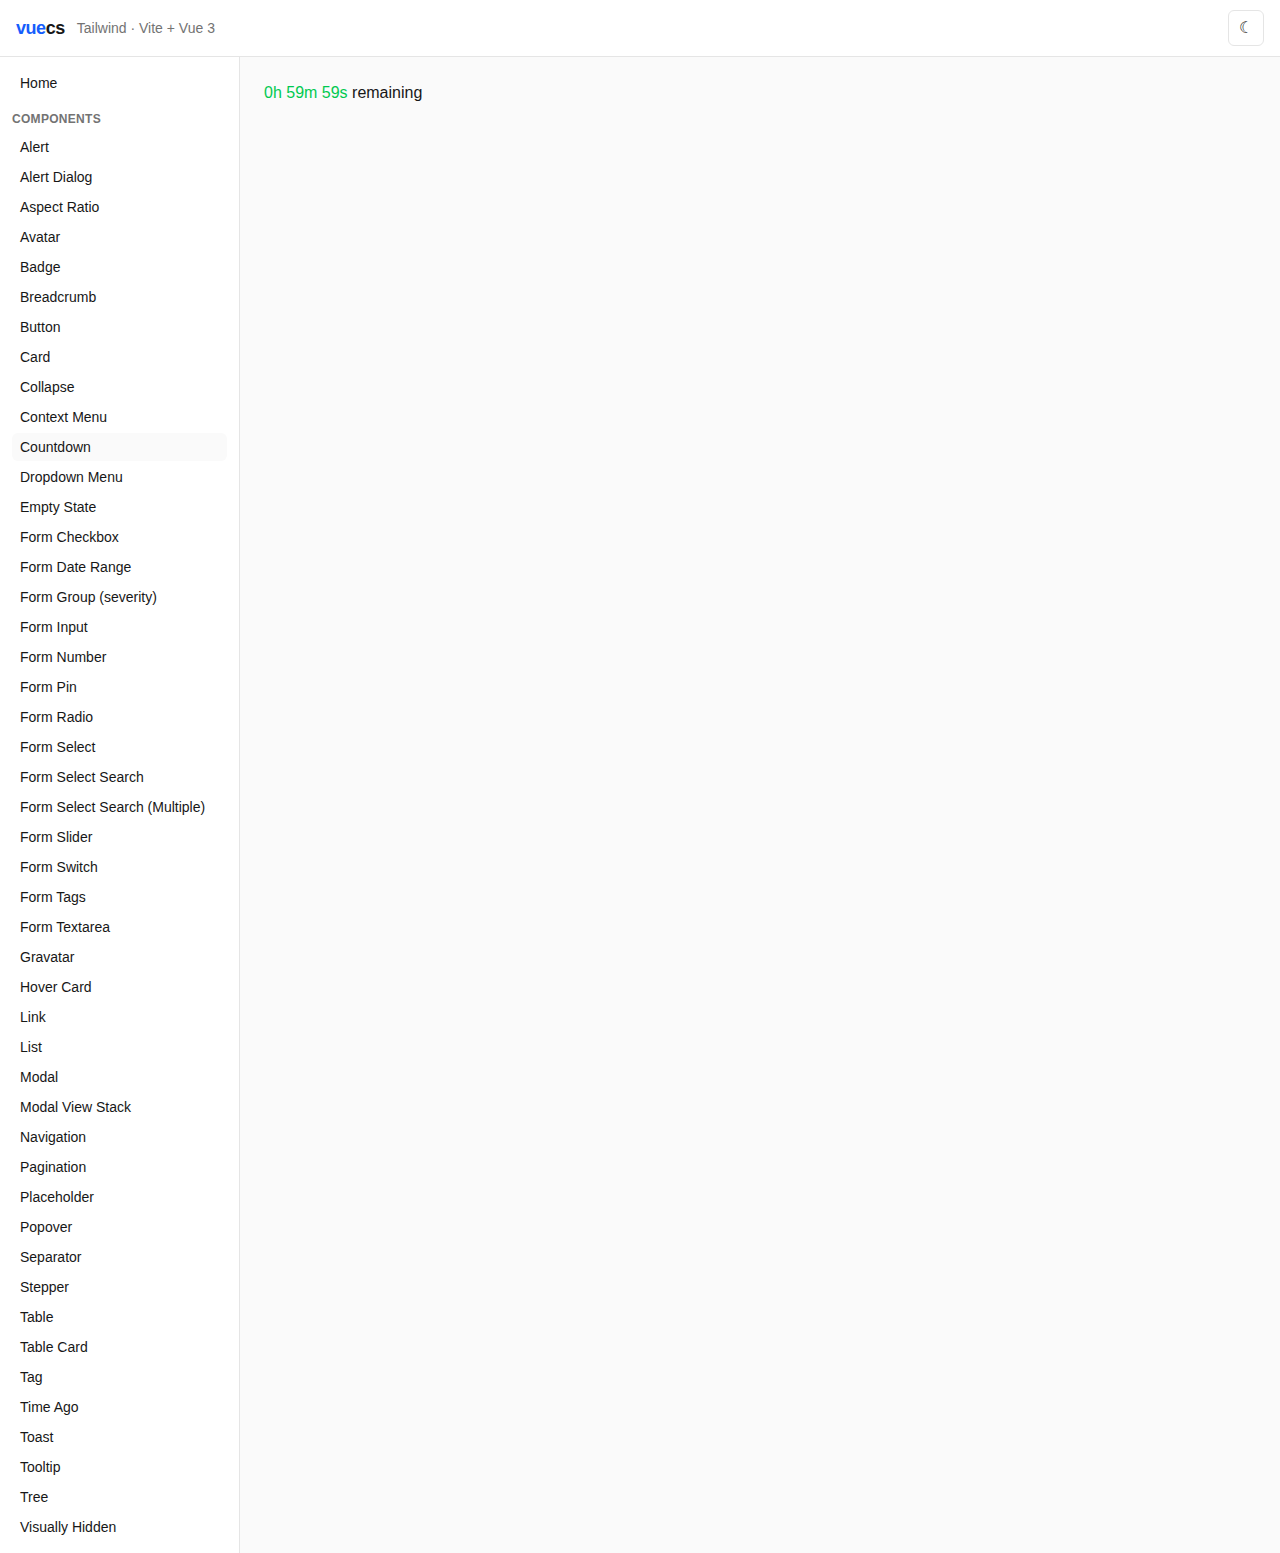 vuecs Tailwind · Vite + Vue 3 ☾
Home
COMPONENTS
Alert
Alert Dialog
Aspect Ratio
Avatar
Badge
Breadcrumb
Button
Card
Collapse
Context Menu
Countdown
Dropdown Menu
Empty State
Form Checkbox
Form Date Range
Form Group (severity)
Form Input
Form Number
Form Pin
Form Radio
Form Select
Form Select Search
Form Select Search (Multiple)
Form Slider
Form Switch
Form Tags
Form Textarea
Gravatar
Hover Card
Link
List
Modal
Modal View Stack
Navigation
Pagination
Placeholder
Popover
Separator
Stepper
Table
Table Card
Tag
Time Ago
Toast
Tooltip
Tree
Visually Hidden
0h 59m 59s remaining